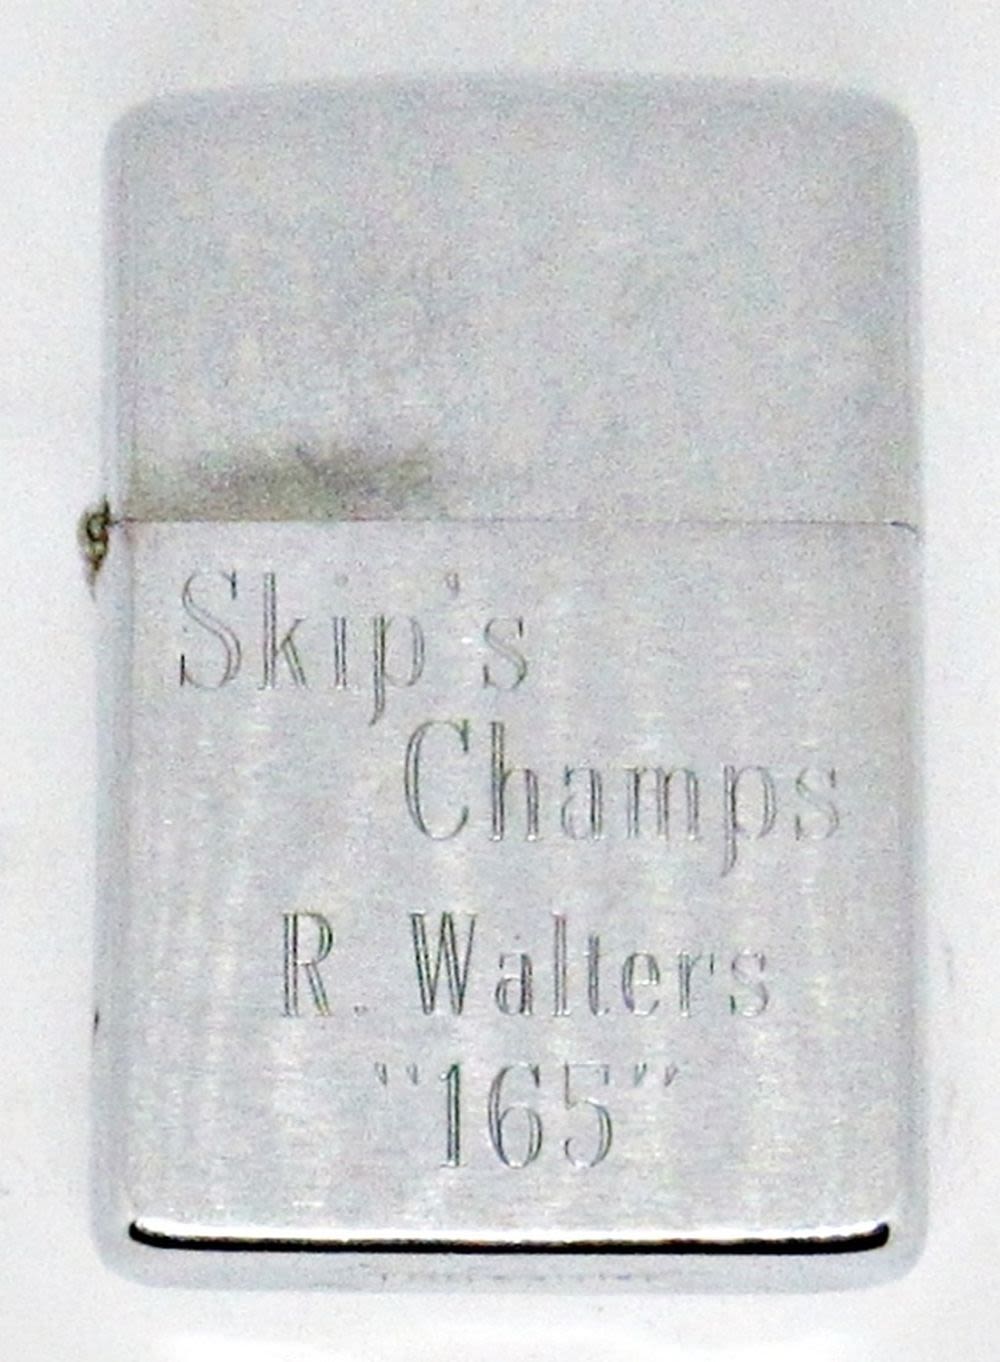 Skip's
Champs
R. Walters
"165"